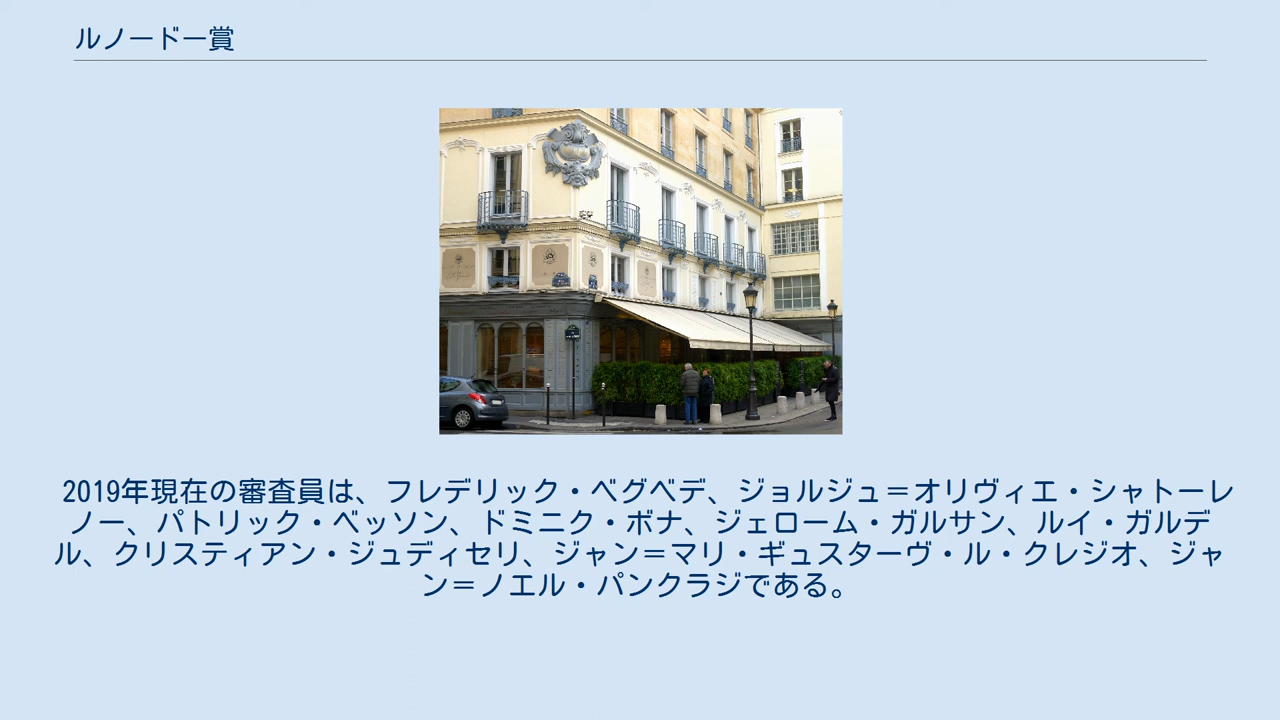 ルノードー賞
2019年現在の審査員は、フレデリック・ベグベデ、ジョルジュ＝オリヴィエ・シャトーレ
ノー、パトリック・ベッソン、ドミニク・ボナ、ジェローム・ガルサン、ルイ・ガルデ
ル、クリスティアン・ジュディセリ、ジャン＝マリ・ギュスターヴ・ル・クレジオ、ジャ
ン＝ノエル・パンクラジである。